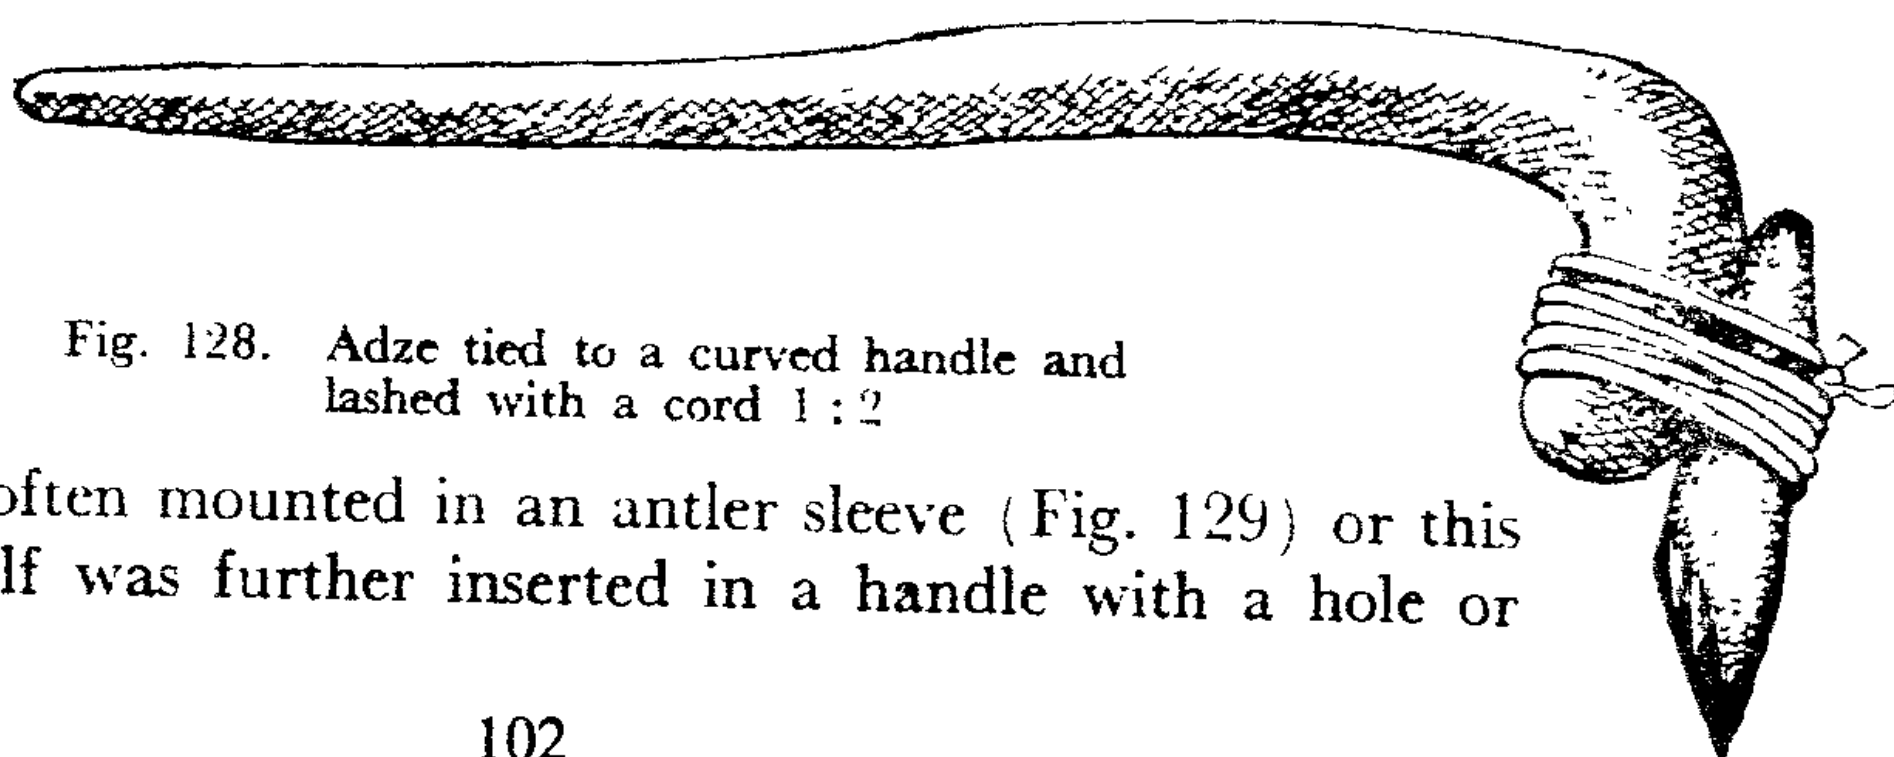 Fig. 128. Adze tied to a curved handle and
lashed with a cord 1 : 2
often mounted in an antler sleeve (Fig. 129) or this
lf was further inserted in a handle with a hole or
102